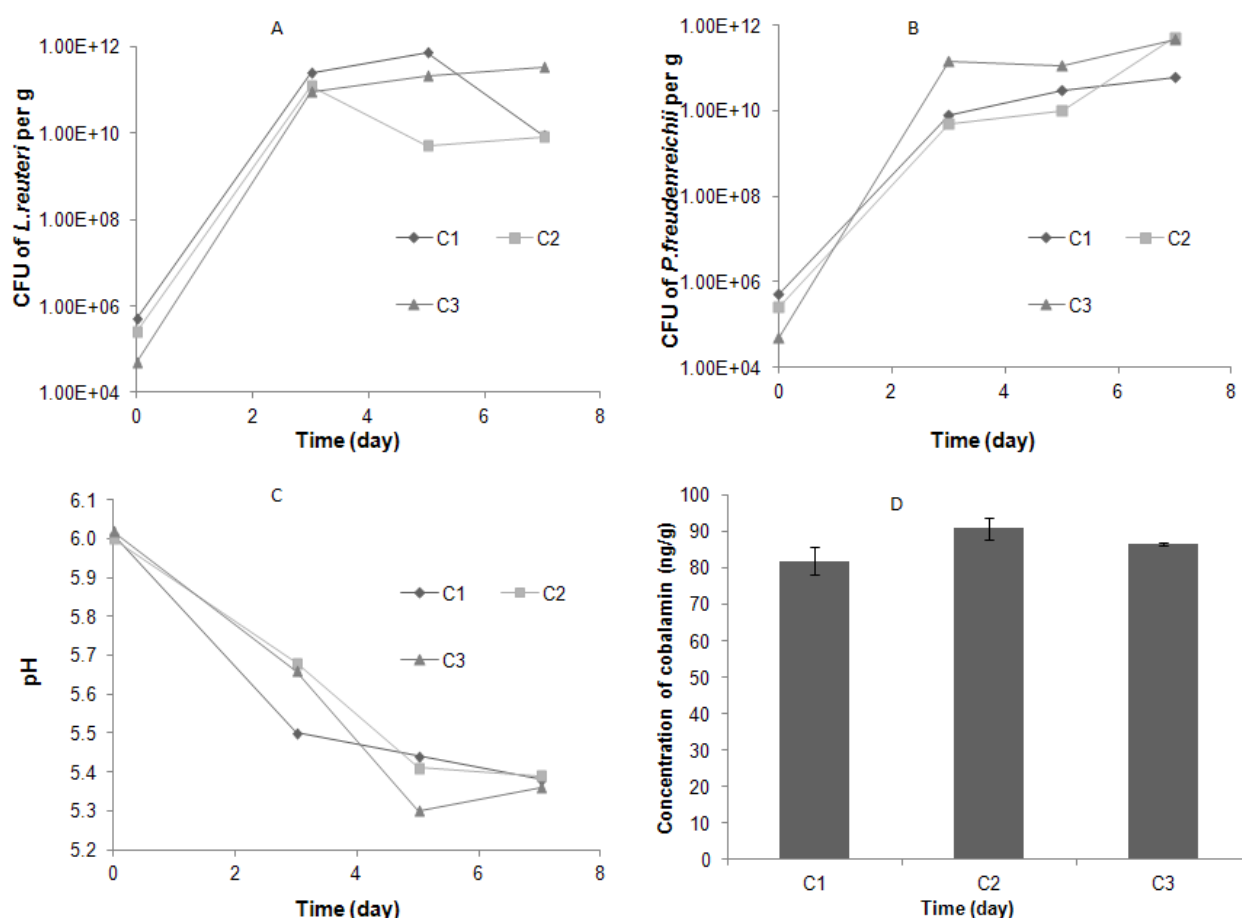 A
CFU of L.reuteri per g
1.00E+12
1.00E+10
1.00E+08
1.00E+06
1.00E+04
0 2 4 6 8
Time (day)
C1 C2
C3
B
CFU of P.freudenreichii per g
1.00E+12
1.00E+10
1.00E+08
1.00E+06
1.00E+04
0 2 4 6 8
Time (day)
C1 C2
C3
C
pH
6.1
6.0
5.9
5.8
5.7
5.6
5.5
5.4
5.3
5.2
0 2 4 6 8
Time (day)
C1 C2
C3
D
Concentration of cobalamin (ng/g)
100
90
80
70
60
50
40
30
20
10
0
C1 C2 C3
Time (day)